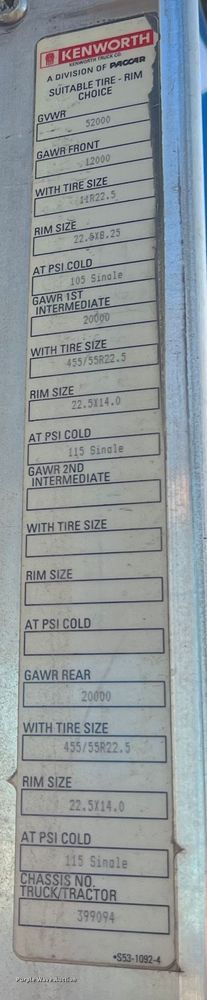 KENWORTH
KENWORTH TRUCK CO.
A DIVISION OF PACCAR
SUITABLE TIRE - RIM
CHOICE
GVWR
52000
GAWR FRONT
12000
WITH TIRE SIZE
11R22.5
RIM SIZE
22.5X8.25
AT PSI COLD
105 Single
GAWR 1ST
INTERMEDIATE
20000
WITH TIRE SIZE
455/55R22.5
RIM SIZE
22.5X14.0
AT PSI COLD
115 Single
GAWR 2ND
INTERMEDIATE
WITH TIRE SIZE
RIM SIZE
AT PSI COLD
GAWR REAR
20000
WITH TIRE SIZE
455/55R22.5
RIM SIZE
22.5X14.0
AT PSI COLD
115 Single
CHASSIS NO.
TRUCK/TRACTOR
399094
•S53-1092-4
Purple Wave Auction